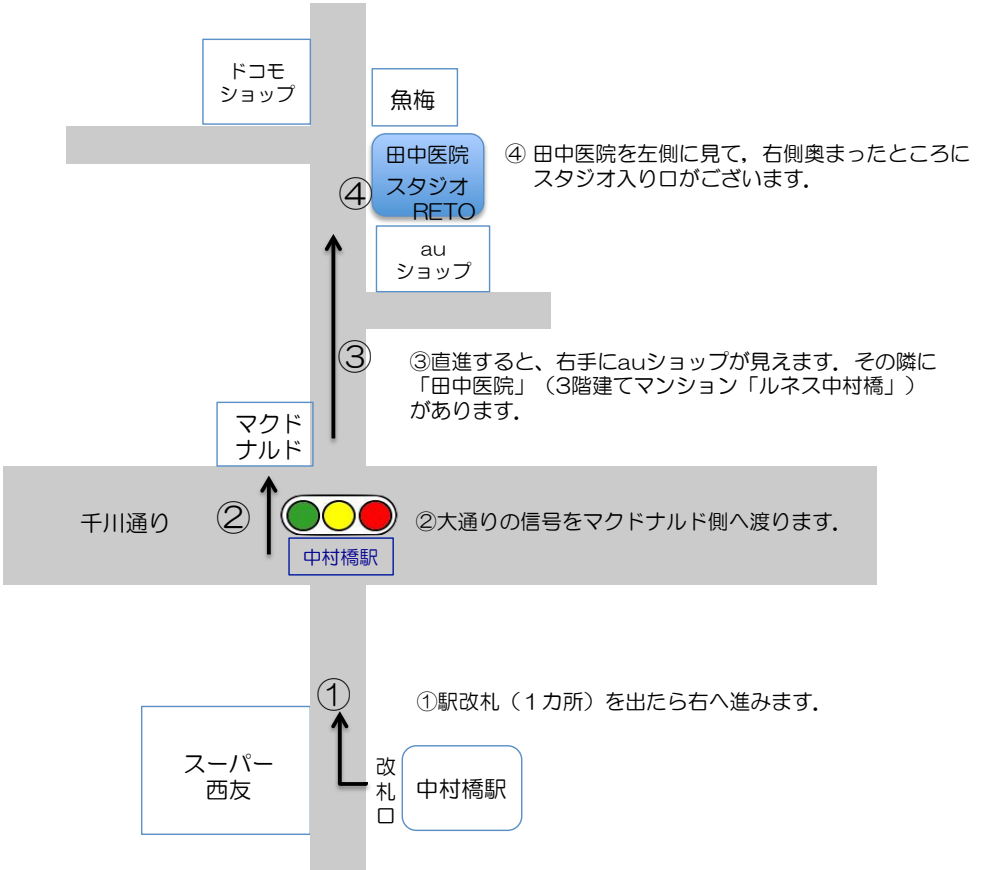 ドコモ
ショップ
魚梅
田中医院
スタジオ
RETO
④
④ 田中医院を左側に見て，右側奥まったところに
スタジオ入り口がございます．
au
ショップ
③
③直進すると、右手にauショップが見えます．その隣に
「田中医院」（3階建てマンション「ルネス中村橋」）
があります．
マクド
ナルド
千川通り
②
②大通りの信号をマクドナルド側へ渡ります．
中村橋駅
①
①駅改札（１カ所）を出たら右へ進みます．
スーパー
西友
改
札
口
中村橋駅